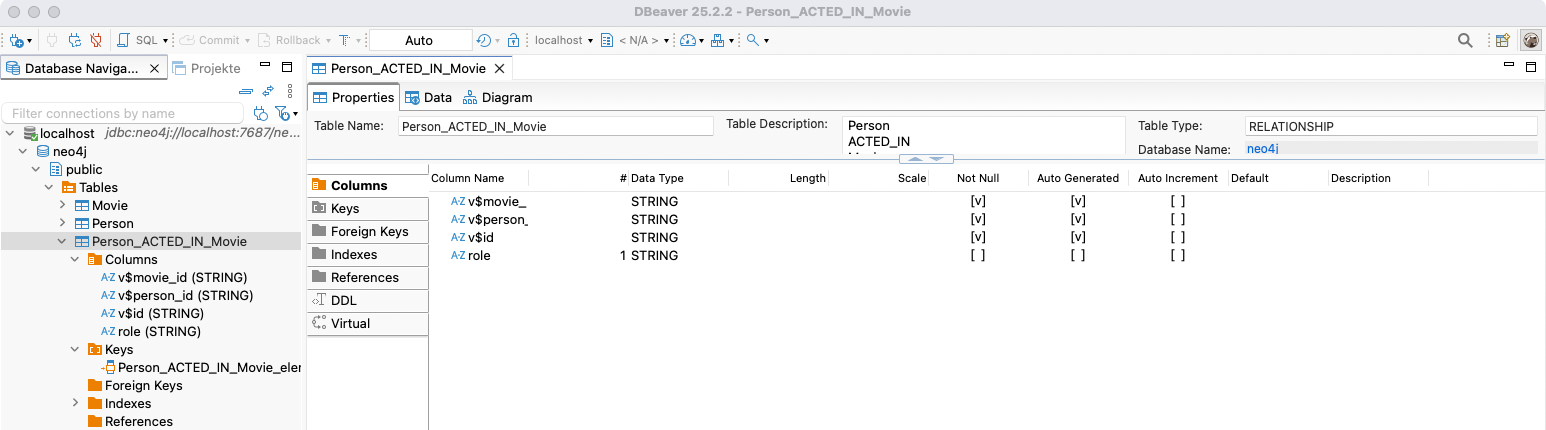 DBeaver 25.2.2 - Person_ACTED_IN_Movie
SQL Commit Rollback T Auto localhost < N/A >
Database Naviga... Projekte
Filter connections by name
localhost jdbc:neo4j://localhost:7687/ne...
neo4j
public
Tables
Movie
Person
Person_ACTED_IN_Movie
Columns
v$movie_id (STRING)
v$person_id (STRING)
v$id (STRING)
role (STRING)
Keys
Person_ACTED_IN_Movie_eler
Foreign Keys
Indexes
References
Person_ACTED_IN_Movie
Properties Data Diagram
Table Name: Person_ACTED_IN_Movie
Table Description: Person
ACTED_IN
Table Type: RELATIONSHIP
Database Name: neo4j
Columns
Keys
Foreign Keys
Indexes
References
DDL
Virtual
Column Name # Data Type Length Scale Not Null Auto Generated Auto Increment Default Description
A-Z v$movie_ STRING [v] [v] [ ]
A-Z v$person_ STRING [v] [v] [ ]
A-Z v$id STRING [v] [v] [ ]
A-Z role 1 STRING [ ] [ ] [ ]